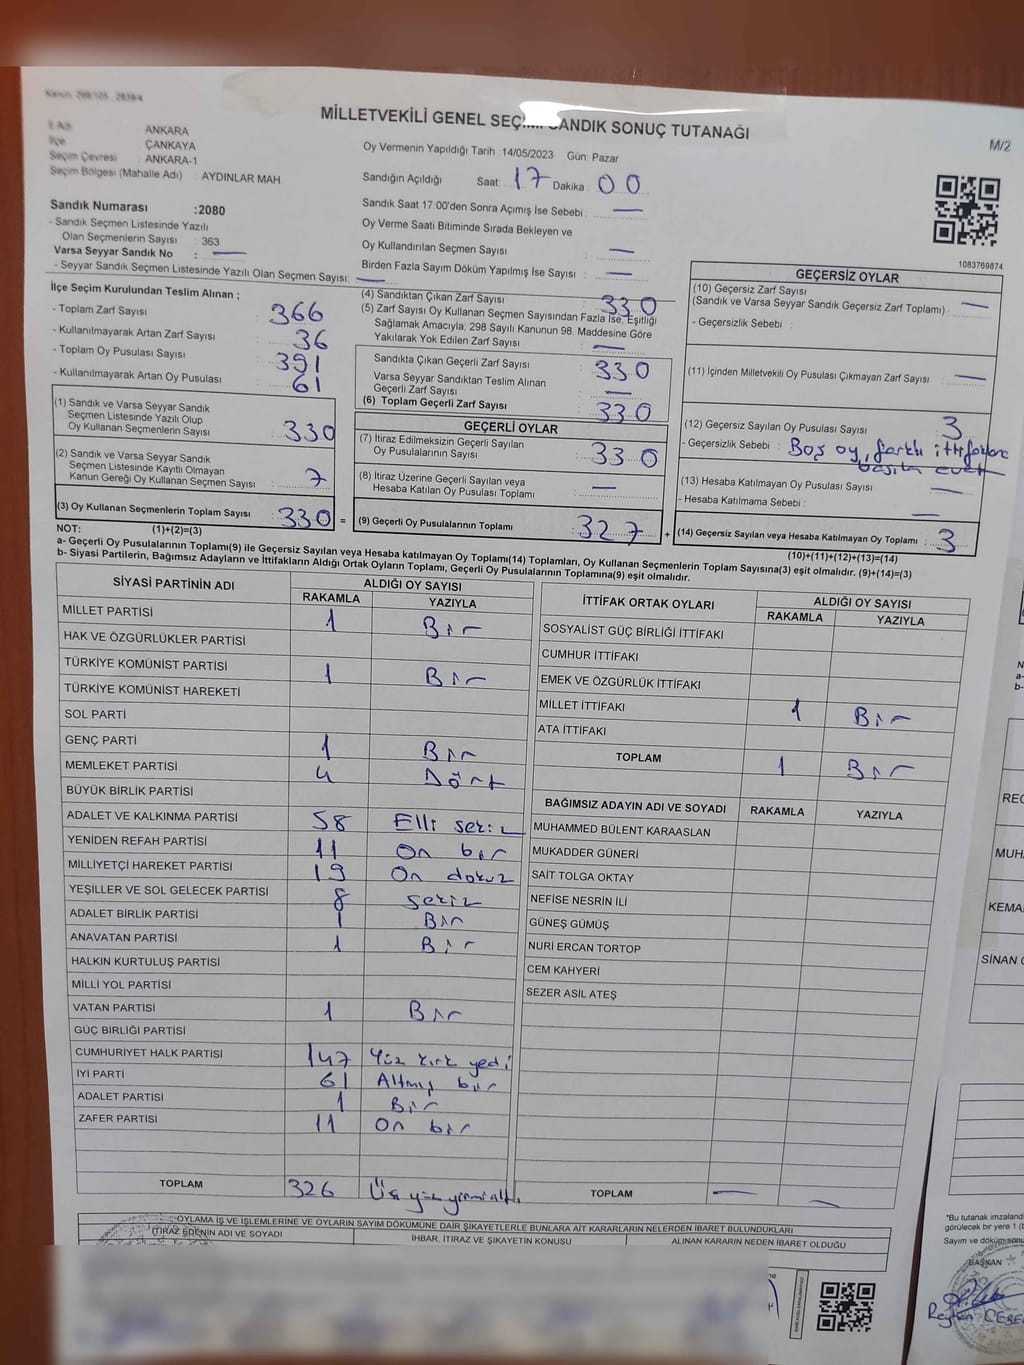 MİLLETVEKİLİ GENEL SEÇİMİ SANDIK SONUÇ TUTANAĞI
M/2
İl Adı ANKARA
İlçe ÇANKAYA
Seçim Çevresi ANKARA-1
Seçim Bölgesi (Mahalle Adı) : AYDINLAR MAH
Sandık Numarası :2080
- Sandık Seçmen Listesinde Yazılı
Olan Seçmenlerin Sayısı : 363
Varsa Seyyar Sandık No : —
- Seyyar Sandık Seçmen Listesinde Yazılı Olan Seçmen Sayısı: —
Oy Vermenin Yapıldığı Tarih :14/05/2023 Gün: Pazar
Sandığın Açıldığı Saat: 17 Dakika: 00
Sandık Saat 17:00'den Sonra Açımış İse Sebebi : —
Oy Verme Saati Bitiminde Sırada Bekleyen ve
Oy Kullandırılan Seçmen Sayısı : —
Birden Fazla Sayım Döküm Yapılmış İse Sayısı : —
1083769874
İlçe Seçim Kurulundan Teslim Alınan ;
- Toplam Zarf Sayısı : 366
- Kullanılmayarak Artan Zarf Sayısı : 36
- Toplam Oy Pusulası Sayısı : 391
- Kullanılmayarak Artan Oy Pusulası : 61
(1) Sandık ve Varsa Seyyar Sandık
Seçmen Listesinde Yazılı Olup
Oy Kullanan Seçmenlerin Sayısı : 330
(2) Sandık ve Varsa Seyyar Sandık
Seçmen Listesinde Kayıtlı Olmayan
Kanun Gereği Oy Kullanan Seçmen Sayısı : 7
(3) Oy Kullanan Seçmenlerin Toplam Sayısı : 330 =
(1)+(2)=(3)
(4) Sandıktan Çıkan Zarf Sayısı : 330
(5) Zarf Sayısı Oy Kullanan Seçmen Sayısından Fazla İse, Eşitliği
Sağlamak Amacıyla; 298 Sayılı Kanunun 98. Maddesine Göre
Yakılarak Yok Edilen Zarf Sayısı : —
Sandıkta Çıkan Geçerli Zarf Sayısı : 330
Varsa Seyyar Sandıktan Teslim Alınan
Geçerli Zarf Sayısı : —
(6) Toplam Geçerli Zarf Sayısı : 330
GEÇERLİ OYLAR
(7) İtiraz Edilmeksizin Geçerli Sayılan
Oy Pusulalarının Sayısı : 330
(8) İtiraz Üzerine Geçerli Sayılan veya
Hesaba Katılan Oy Pusulası Toplamı : —
(9) Geçerli Oy Pusulalarının Toplamı : 327 +
GEÇERSİZ OYLAR
(10) Geçersiz Zarf Sayısı
(Sandık ve Varsa Seyyar Sandık Geçersiz Zarf Toplamı) : —
- Geçersizlik Sebebi :
(11) İçinden Milletvekili Oy Pusulası Çıkmayan Zarf Sayısı : —
(12) Geçersiz Sayılan Oy Pusulası Sayısı : 3
- Geçersizlik Sebebi : Boş oy, farklı ittifaklara
(13) Hesaba Katılmayan Oy Pusulası Sayısı : —
- Hesaba Katılmama Sebebi : —
(14) Geçersiz Sayılan veya Hesaba Katılmayan Oy Toplamı : 3
(10)+(11)+(12)+(13)=(14)
NOT:
a- Geçerli Oy Pusulalarının Toplamı(9) ile Geçersiz Sayılan veya Hesaba katılmayan Oy Toplamı(14) Toplamları, Oy Kullanan Seçmenlerin Toplam Sayısına(3) eşit olmalıdır. (9)+(14)=(3)
b- Siyasi Partilerin, Bağımsız Adayların ve İttifakların Aldığı Ortak Oyların Toplamı, Geçerli Oy Pusulalarının Toplamına(9) eşit olmalıdır.
SİYASİ PARTİNİN ADI ALDIĞI OY SAYISI
RAKAMLA YAZIYLA
MİLLET PARTİSİ 1 Bir
HAK VE ÖZGÜRLÜKLER PARTİSİ
TÜRKİYE KOMÜNİST PARTİSİ 1 Bir
TÜRKİYE KOMÜNİST HAREKETİ
SOL PARTİ
GENÇ PARTİ 1 Bir
MEMLEKET PARTİSİ 4 Dört
BÜYÜK BİRLİK PARTİSİ
ADALET VE KALKINMA PARTİSİ 58 Elli sekiz
YENİDEN REFAH PARTİSİ 11 On bir
MİLLİYETÇİ HAREKET PARTİSİ 19 On dokuz
YEŞİLLER VE SOL GELECEK PARTİSİ 8 sekiz
ADALET BİRLİK PARTİSİ 1 Bir
ANAVATAN PARTİSİ 1 Bir
HALKIN KURTULUŞ PARTİSİ
MİLLİ YOL PARTİSİ
VATAN PARTİSİ 1 Bir
GÜÇ BİRLİĞİ PARTİSİ
CUMHURİYET HALK PARTİSİ 147 Yüz kırk yedi
İYİ PARTİ 61 Altmış bir
ADALET PARTİSİ 1 Bir
ZAFER PARTİSİ 11 On bir
TOPLAM 326 Üç yüz yirmi altı
İTTİFAK ORTAK OYLARI ALDIĞI OY SAYISI
RAKAMLA YAZIYLA
SOSYALİST GÜÇ BİRLİĞİ İTTİFAKI
CUMHUR İTTİFAKI
EMEK VE ÖZGÜRLÜK İTTİFAKI
MİLLET İTTİFAKI 1 Bir
ATA İTTİFAKI
TOPLAM 1 Bir
BAĞIMSIZ ADAYIN ADI VE SOYADI RAKAMLA YAZIYLA
MUHAMMED BÜLENT KARAASLAN
MUKADDER GÜNERİ
SAİT TOLGA OKTAY
NEFİSE NESRİN İLİ
GÜNEŞ GÜMÜŞ
NURİ ERCAN TORTOP
CEM KAHYERİ
SEZER ASİL ATEŞ
TOPLAM — —
OYLAMA İŞ VE İŞLEMLERİNE VE OYLARIN SAYIM DÖKÜMÜNE DAİR ŞİKAYETLERLE BUNLARA AİT KARARLARIN NELERDEN İBARET BULUNDUKLARI
İTİRAZ EDENİN ADI VE SOYADI İHBAR, İTİRAZ VE ŞİKAYETİN KONUSU ALINAN KARARIN NEDEN İBARET OLDUĞU
REC
MUH
KEMA
SİNAN
*Bu tutanak imzaland
görülecek bir yere 1 (b
Sayım ve döküm sonu
BAŞKAN